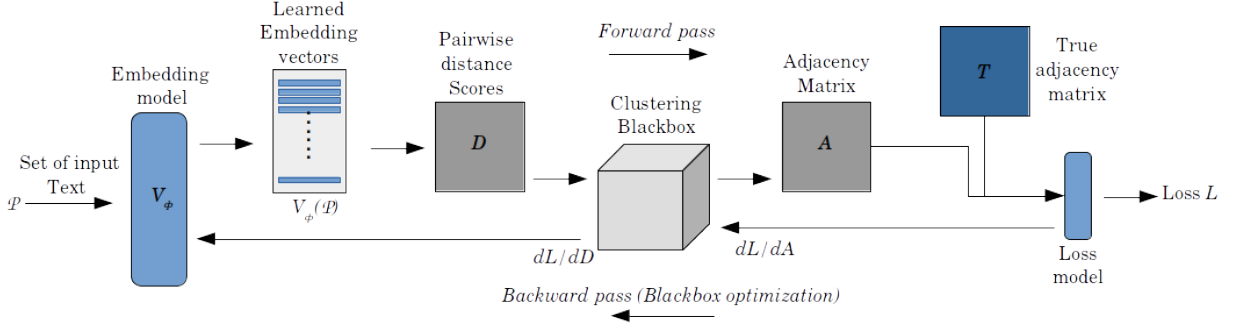 Learned
Embedding
vectors
Embedding
model
Set of input
Text
𝒫
V_ϕ
V_ϕ(𝒫)
Pairwise
distance
Scores
D
Forward pass
Clustering
Blackbox
Adjacency
Matrix
A
T
True
adjacency
matrix
Loss L
Loss
model
dL/dD
dL/dA
Backward pass (Blackbox optimization)